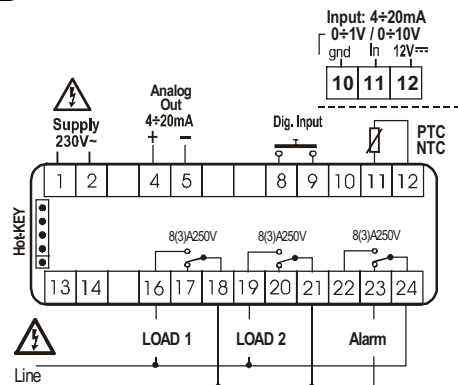 Input: 4÷20mA
0÷1V / 0÷10V
gnd In 12V
10 11 12
Supply
230V~
Analog
Out
4÷20mA
+ -
Dig. Input
PTC
NTC
1 2 4 5 8 9 10 11 12
Hot-KEY
8(3)A250V 8(3)A250V 8(3)A250V
13 14 16 17 18 19 20 21 22 23 24
LOAD 1 LOAD 2 Alarm
Line